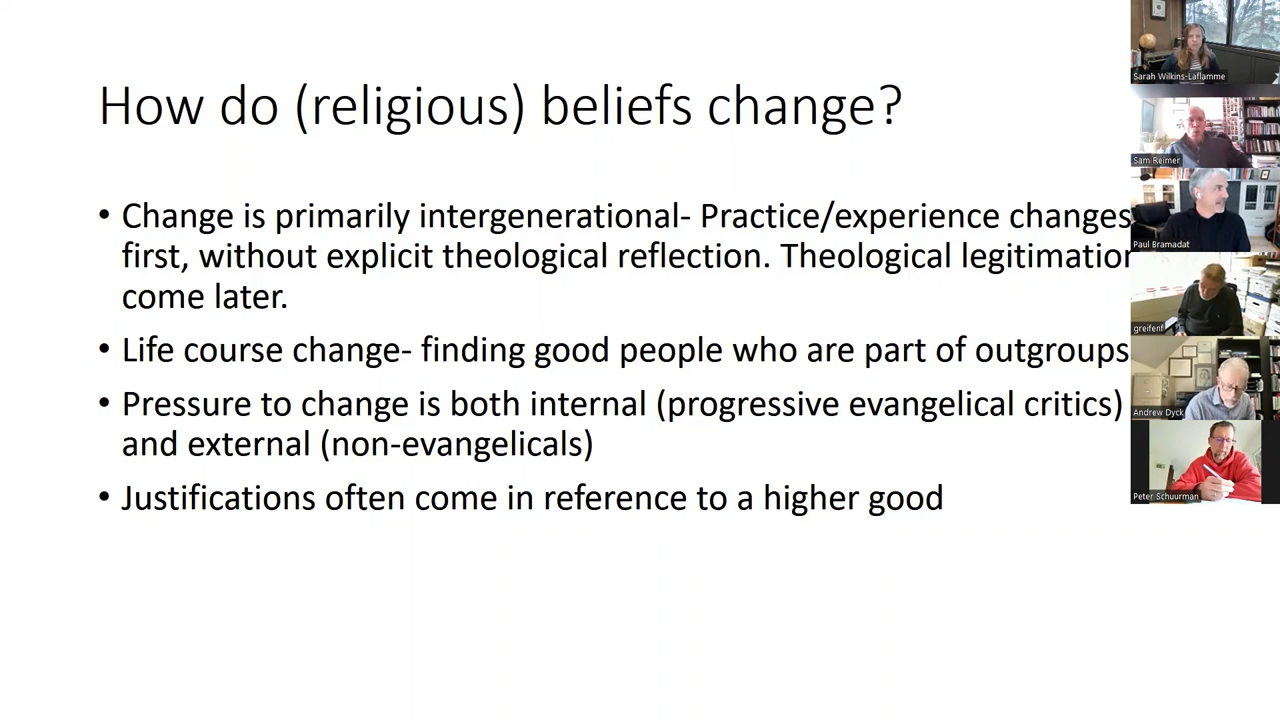 How do (religious) beliefs change?
• Change is primarily intergenerational- Practice/experience changes
first, without explicit theological reflection. Theological legitimation
come later.
• Life course change- finding good people who are part of outgroups
• Pressure to change is both internal (progressive evangelical critics)
and external (non-evangelicals)
• Justifications often come in reference to a higher good
Sarah Wilkins-Laflamme
Sam Reimer
Paul Bramadat
greifenf
Andrew Dyck
Peter Schuurman